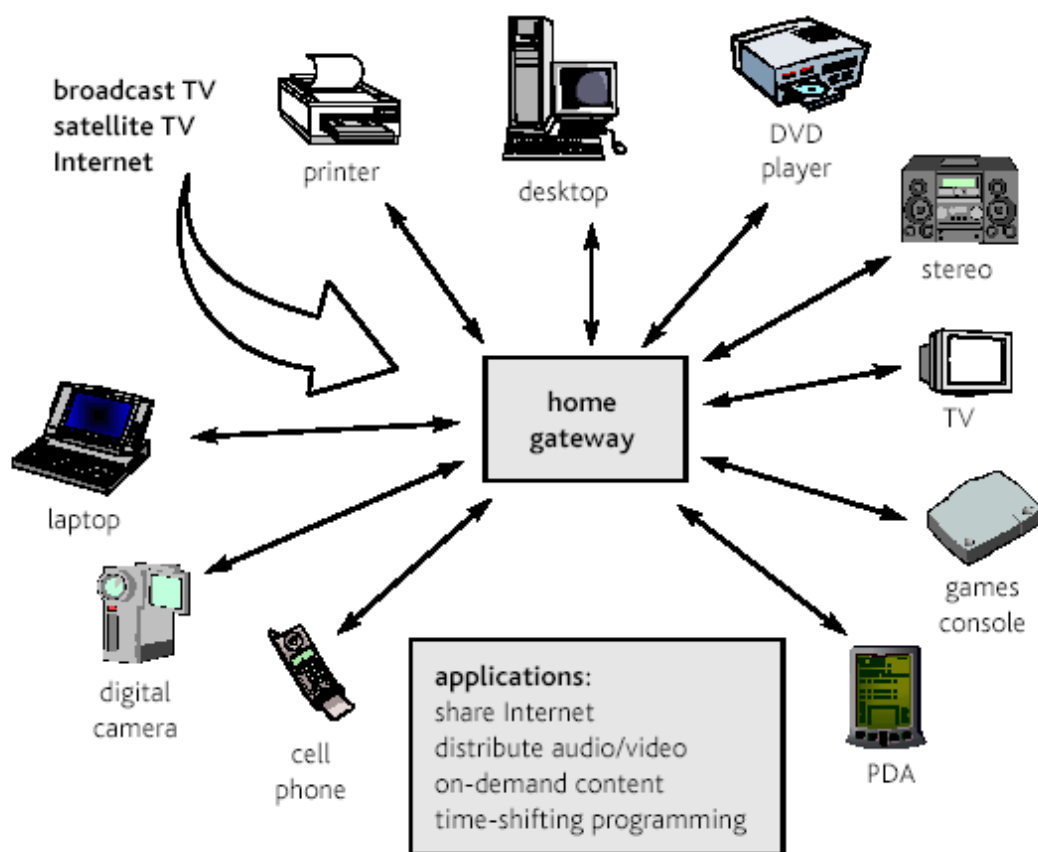 broadcast TV
satellite TV
Internet
printer
desktop
DVD
player
stereo
TV
games
console
PDA
cell
phone
digital
camera
laptop
home
gateway
applications:
share Internet
distribute audio/video
on-demand content
time-shifting programming